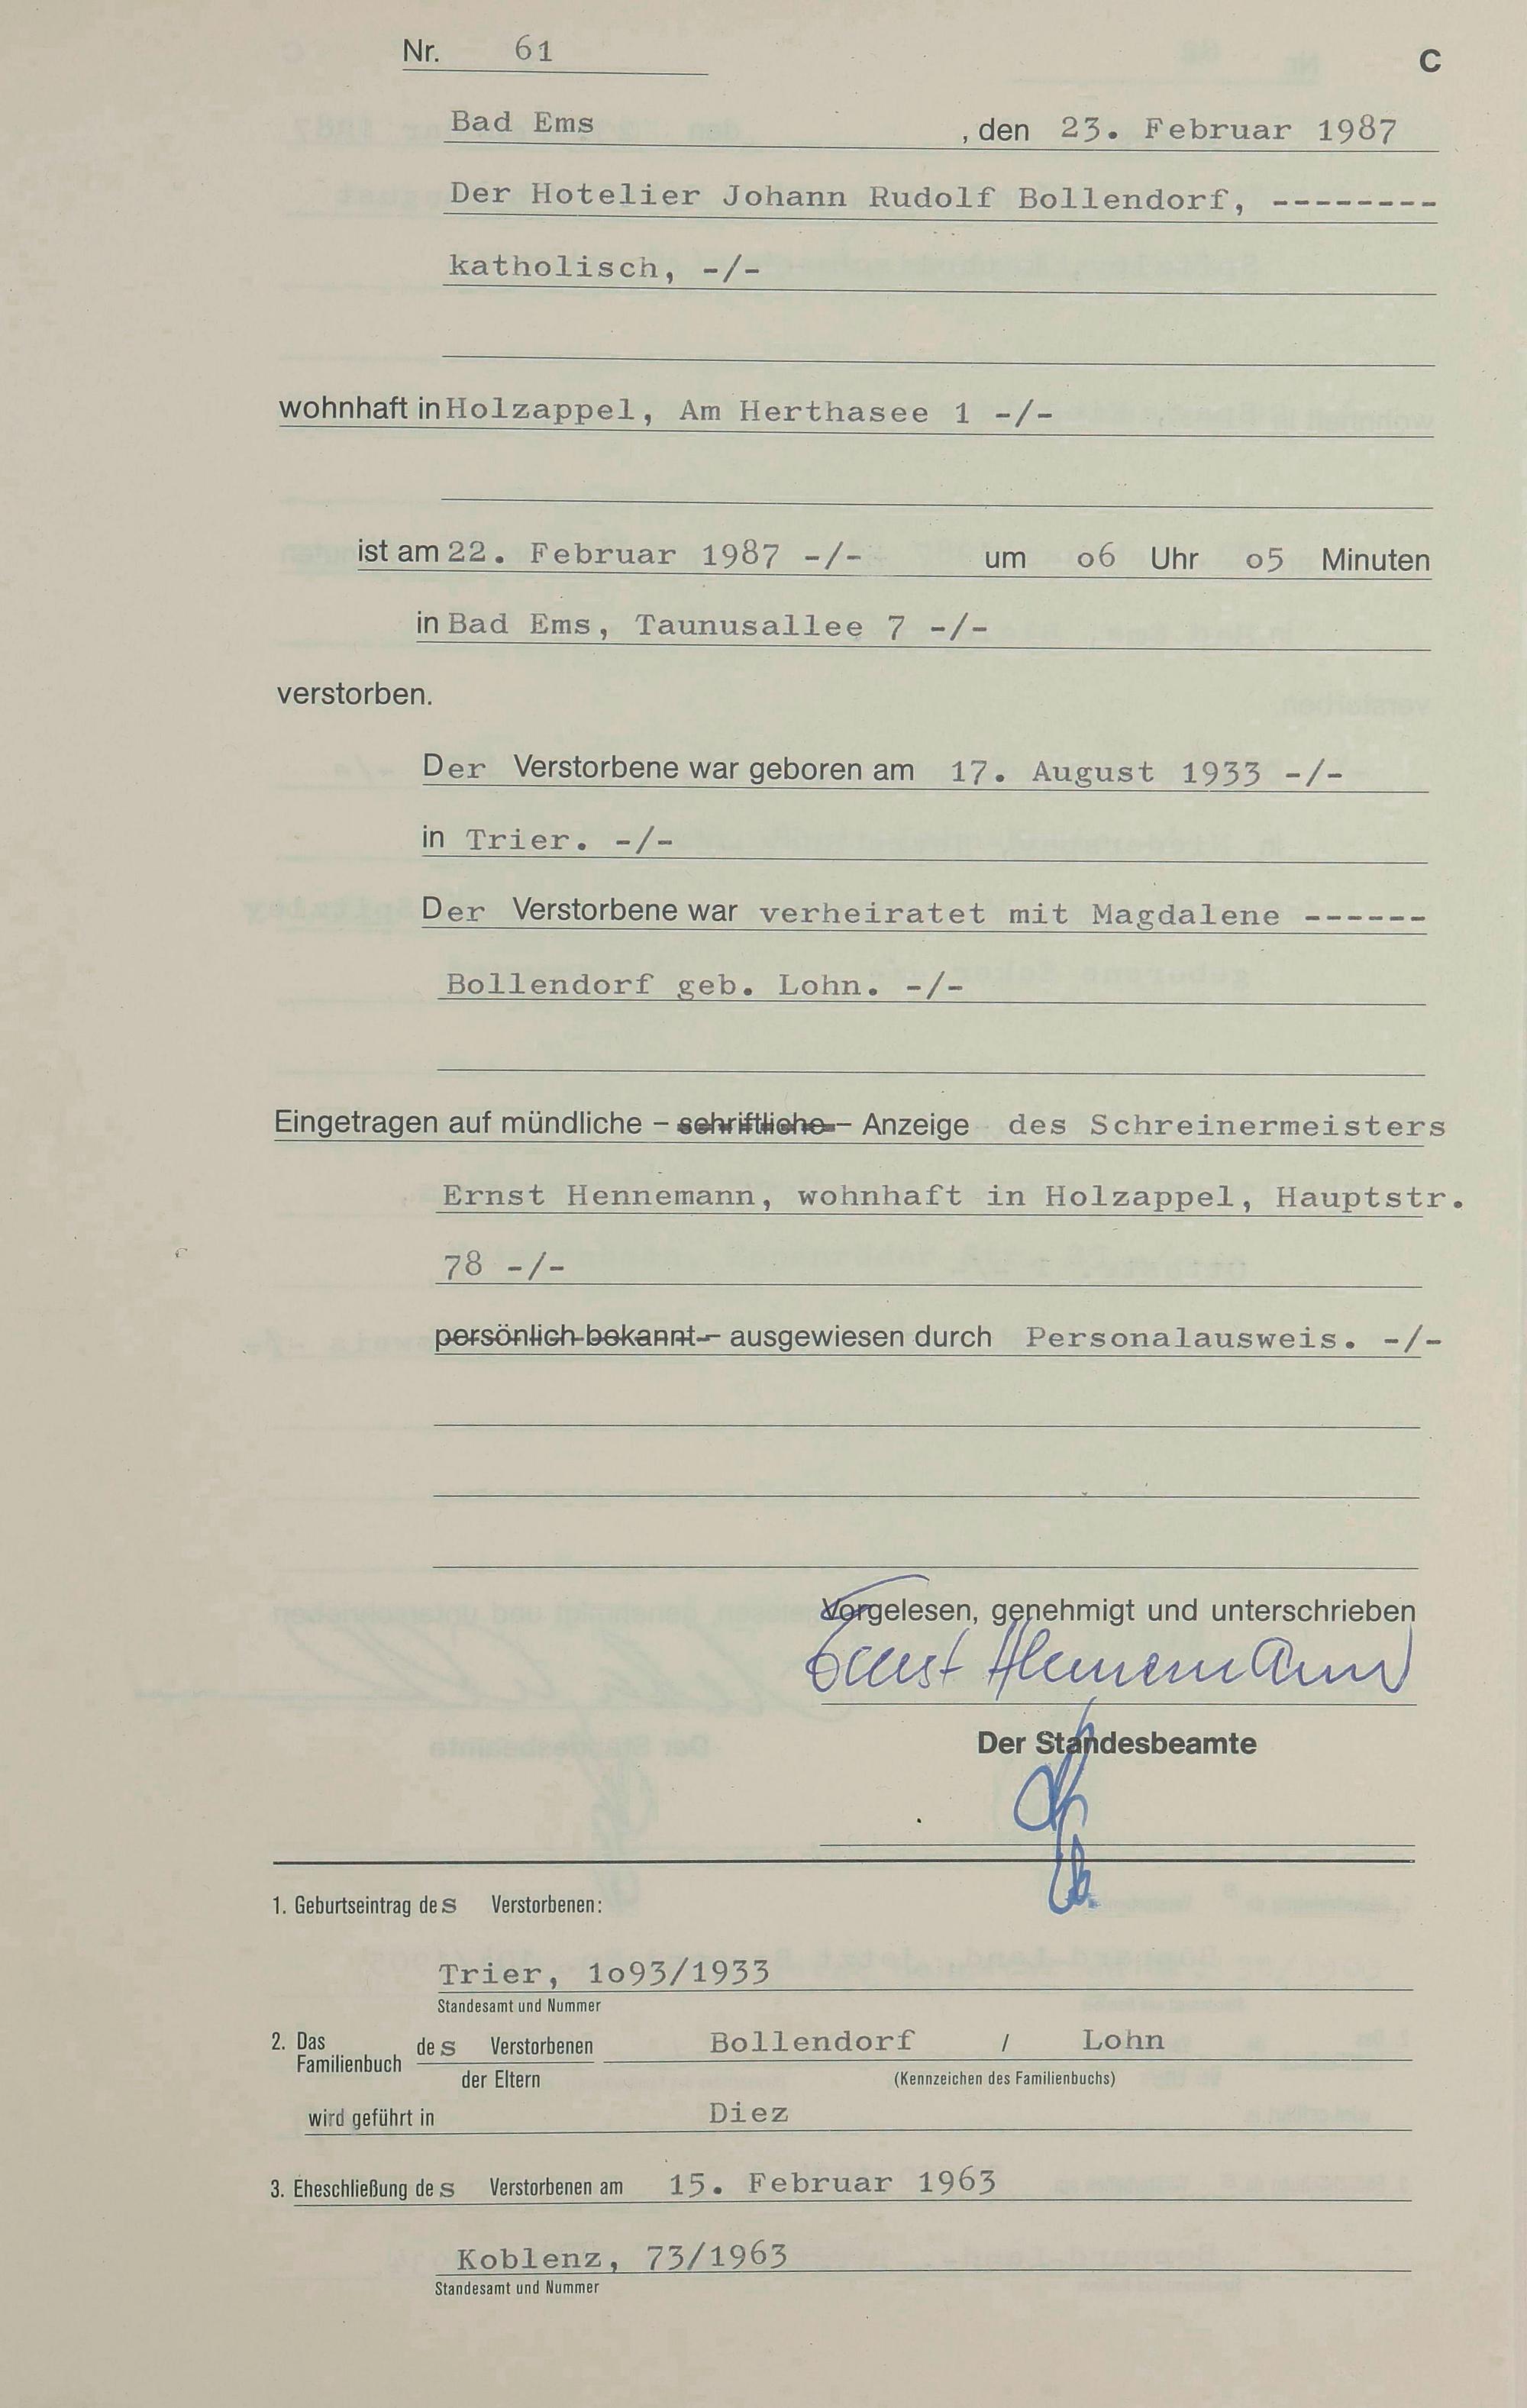 Nr. 61
C
Bad Ems , den 23. Februar 1987
Der Hotelier Johann Rudolf Bollendorf, --------
katholisch, -/-
wohnhaft in Holzappel, Am Herthasee 1 -/-
ist am 22. Februar 1987 -/- um o6 Uhr o5 Minuten
in Bad Ems, Taunusallee 7 -/-
verstorben.
Der Verstorbene war geboren am 17. August 1933 -/-
in Trier. -/-
Der Verstorbene war verheiratet mit Magdalene ------
Bollendorf geb. Lohn. -/-
Eingetragen auf mündliche – schriftliche – Anzeige des Schreinermeisters
Ernst Hennemann, wohnhaft in Holzappel, Hauptstr.
78 -/-
persönlich bekannt – ausgewiesen durch Personalausweis. -/-
Vorgelesen, genehmigt und unterschrieben
Ernst Hennemann
Der Standesbeamte
1. Geburtseintrag des Verstorbenen:
Trier, 1o93/1933
Standesamt und Nummer
2. Das Familienbuch des Verstorbenen Bollendorf / Lohn
der Eltern (Kennzeichen des Familienbuchs)
wird geführt in Diez
3. Eheschließung des Verstorbenen am 15. Februar 1963
Koblenz, 73/1963
Standesamt und Nummer